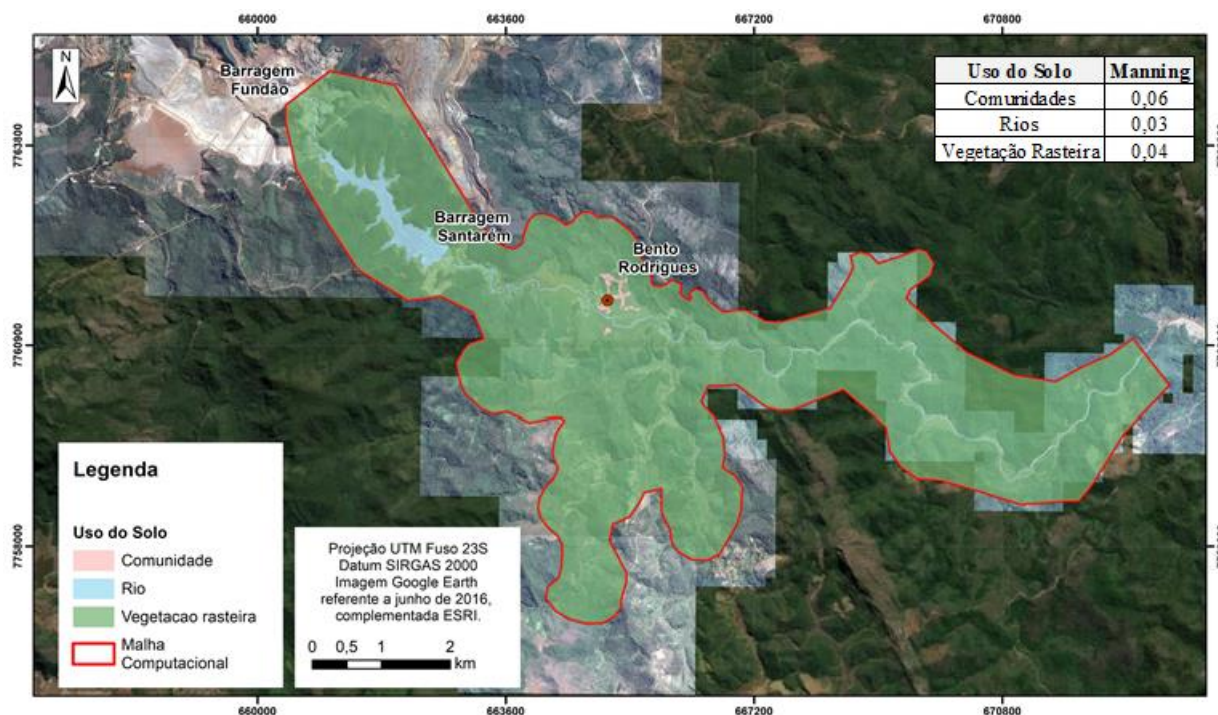 660000 663600 667200 670800
N
Barragem
Fundão
Uso do Solo Manning
Comunidades 0,06
Rios 0,03
Vegetação Rasteira 0,04
7763800
Barragem
Santarém
Bento
Rodrigues
7760900
7758000
Legenda
Uso do Solo
Comunidade
Rio
Vegetacao rasteira
Malha
Computacional
Projeção UTM Fuso 23S
Datum SIRGAS 2000
Imagem Google Earth
referente a junho de 2016,
complementada ESRI.
0 0,5 1 2
km
660000 663600 667200 670800